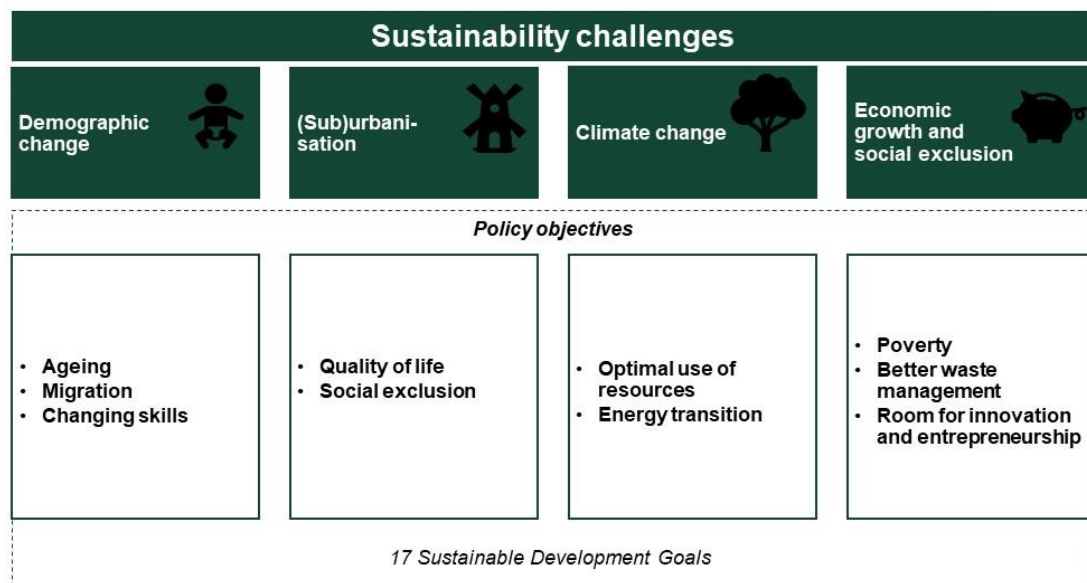 Sustainability challenges
Demographic
change
(Sub)urbani-
sation
Climate change
Economic
growth and
social exclusion
Policy objectives
• Ageing
• Migration
• Changing skills
• Quality of life
• Social exclusion
• Optimal use of
resources
• Energy transition
• Poverty
• Better waste
management
• Room for innovation
and entrepreneurship
17 Sustainable Development Goals